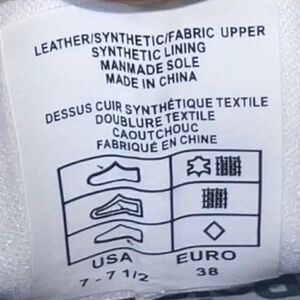 LEATHER/SYNTHETIC/FABRIC UPPER
SYNTHETIC LINING
MANMADE SOLE
MADE IN CHINA
DESSUS CUIR SYNTHÉTIQUE TEXTILE
DOUBLURE TEXTILE
CAOUTCHOUC
FABRIQUÉ EN CHINE
USA EURO
7 - 7 1/2 38